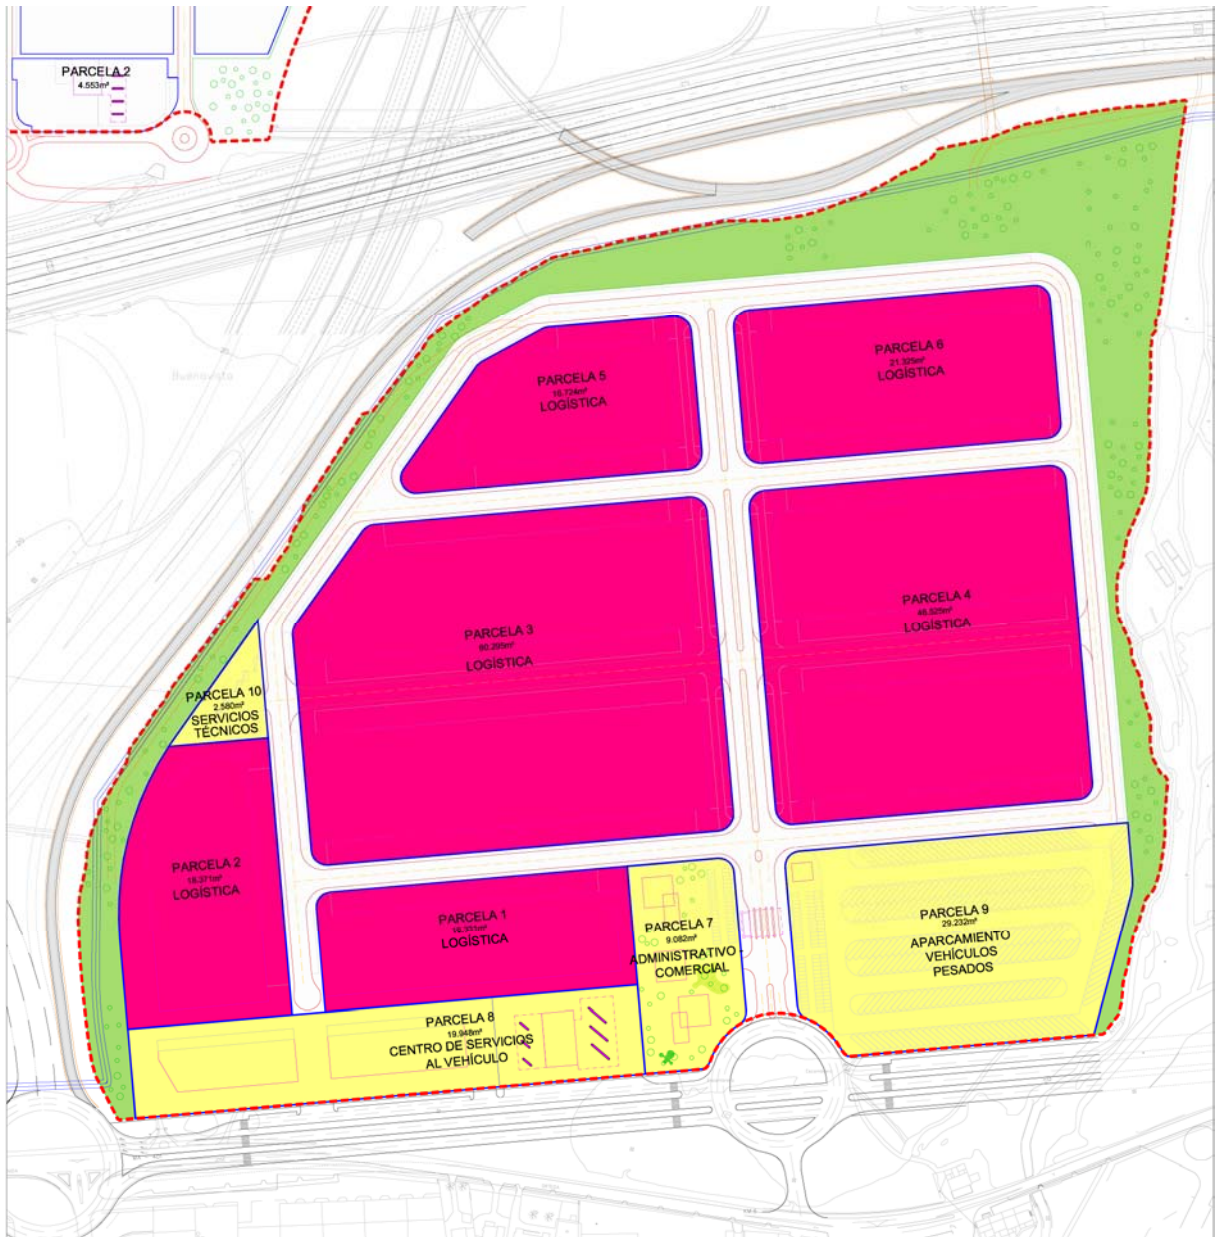 PARCELA 2
4.553m²
PARCELA 6
21.325m²
LOGÍSTICA
PARCELA 5
LOGÍSTICA
Buenavista
PARCELA 4
LOGÍSTICA
PARCELA 3
LOGÍSTICA
PARCELA 10
2.580m²
SERVICIOS
TÉCNICOS
PARCELA 2
LOGÍSTICA
PARCELA 1
LOGÍSTICA
PARCELA 7
9.082m²
ADMINISTRATIVO -
COMERCIAL
PARCELA 9
29.232m²
APARCAMIENTO
VEHÍCULOS
PESADOS
PARCELA 8
19.948m²
CENTRO DE SERVICIOS
AL VEHÍCULO